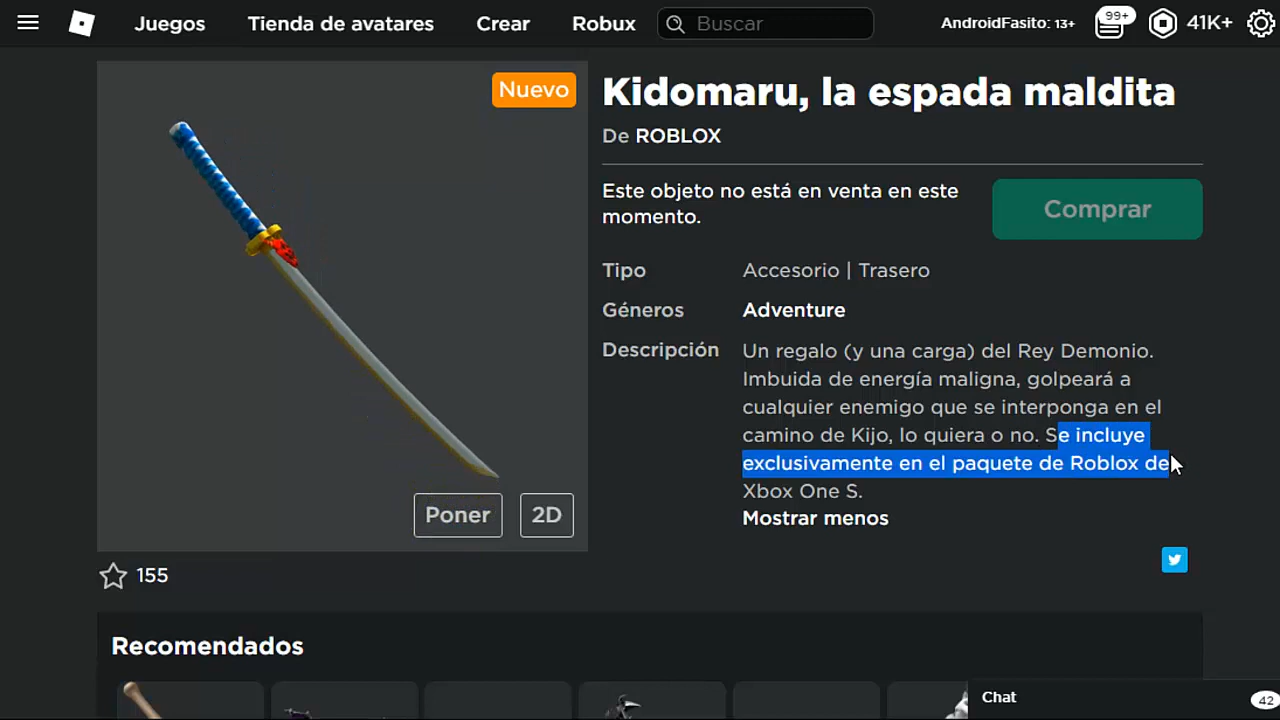 Juegos Tienda de avatares Crear Robux Buscar AndroidFasito: 13+ 99+ 41K+
Nuevo
Kidomaru, la espada maldita
De ROBLOX
Este objeto no está en venta en este
momento.
Comprar
Tipo Accesorio | Trasero
Géneros Adventure
Descripción Un regalo (y una carga) del Rey Demonio.
Imbuida de energía maligna, golpeará a
cualquier enemigo que se interponga en el
camino de Kijo, lo quiera o no. Se incluye
exclusivamente en el paquete de Roblox de
Xbox One S.
Mostrar menos
Poner 2D
155
Recomendados
Chat 42